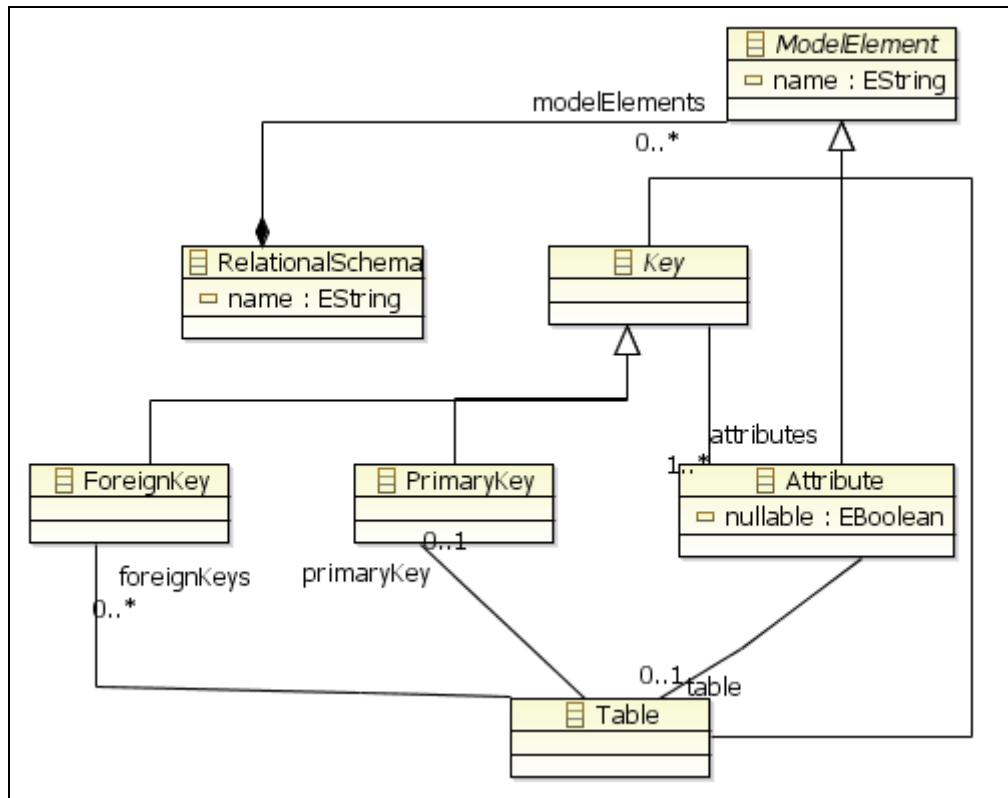 ModelElement
name : EString
modelElements
0..*
RelationalSchema
name : EString
Key
attributes
1..*
ForeignKey
PrimaryKey
Attribute
nullable : EBoolean
0..1
foreignKeys
primaryKey
0..*
0..1
table
Table